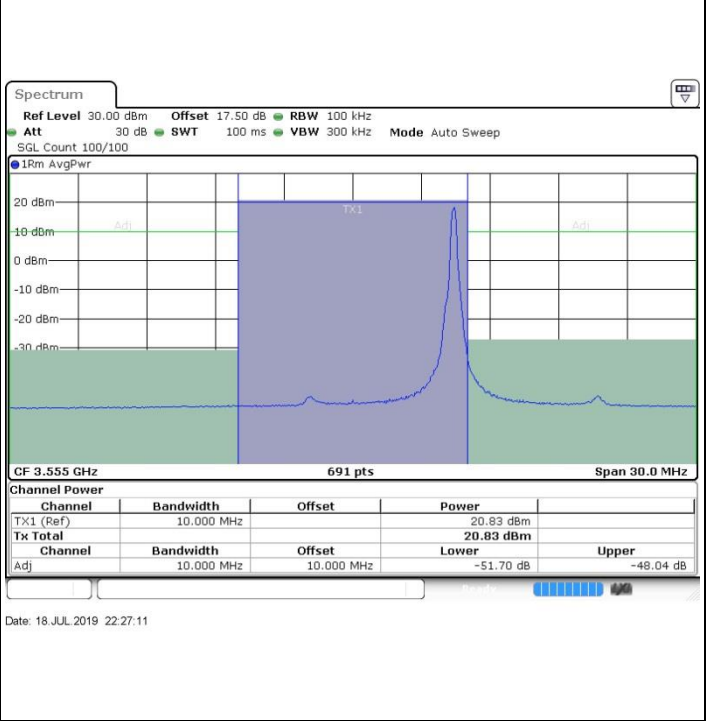 Spectrum
Ref Level 30.00 dBm Offset 17.50 dB RBW 100 kHz
Att 30 dB SWT 100 ms VBW 300 kHz Mode Auto Sweep
SGL Count 100/100
1Rm AvgPwr
20 dBm
TX1
Adj
Adj
10 dBm
0 dBm
-10 dBm
-20 dBm
-30 dBm
CF 3.555 GHz 691 pts Span 30.0 MHz
Channel Power
Channel Bandwidth Offset Power
TX1 (Ref) 10.000 MHz 20.83 dBm
Tx Total 20.83 dBm
Channel Bandwidth Offset Lower Upper
Adj 10.000 MHz 10.000 MHz -51.70 dB -48.04 dB
Date: 18.JUL.2019 22:27:11